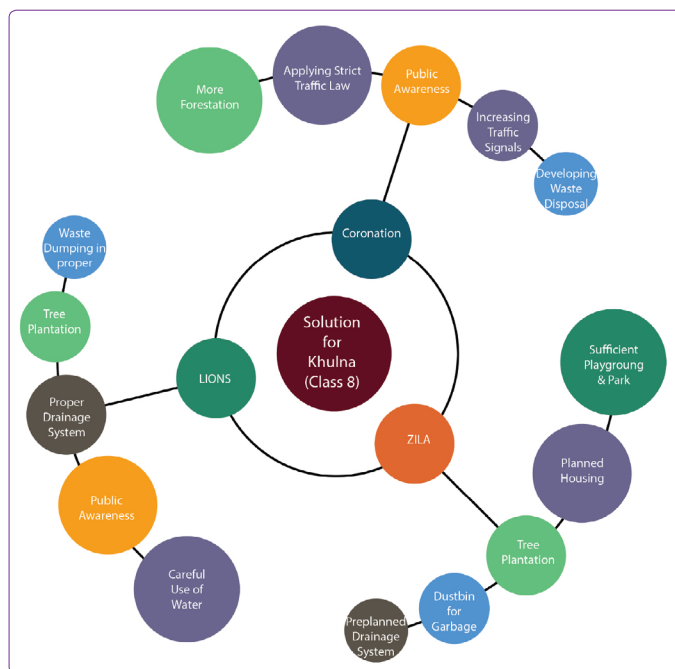 More
Forestation
Applying Strict
Traffic Law
Public
Awareness
Increasing
Traffic
Signals
Developing
Waste
Disposal
Coronation
Waste
Dumping in
proper
Tree
Plantation
LIONS
Proper
Drainage
System
Public
Awareness
Careful
Use of
Water
Solution
for
Khulna
(Class 8)
ZILA
Sufficient
Playgroung
& Park
Planned
Housing
Tree
Plantation
Dustbin
for
Garbage
Preplanned
Drainage
System